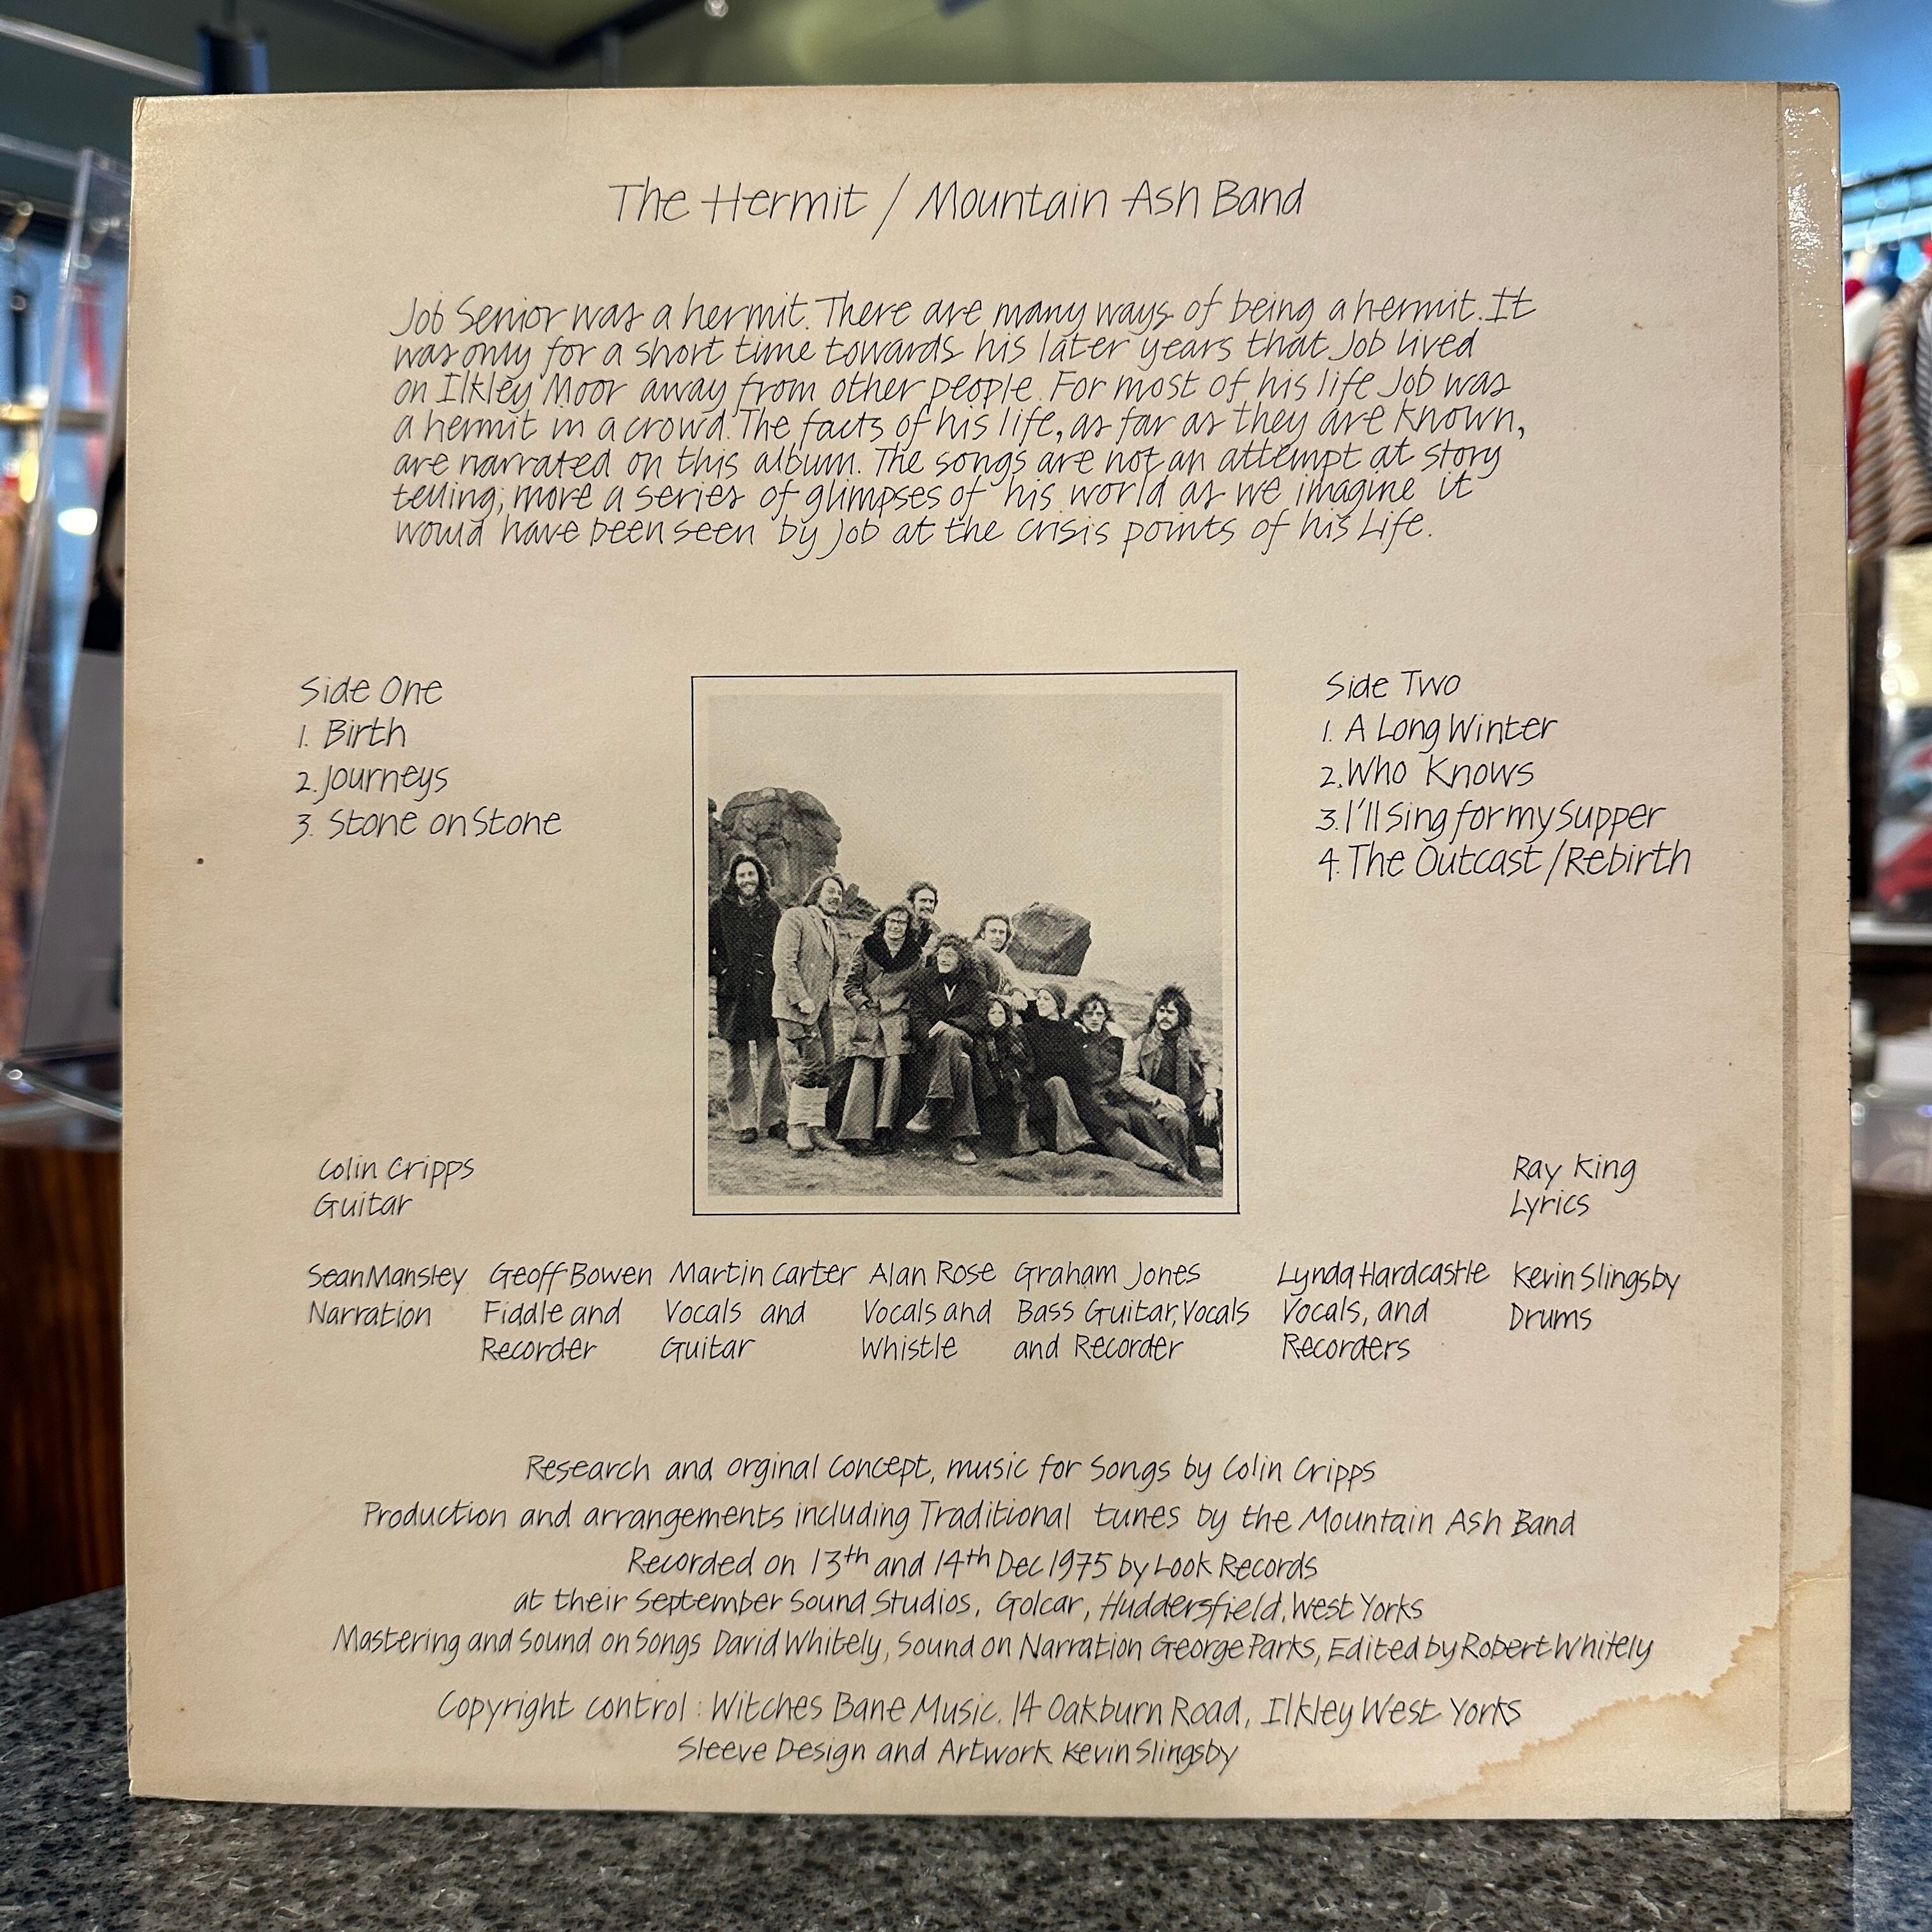 The Hermit / Mountain Ash Band
Job Senior was a hermit. There are many ways of being a hermit. It
was only for a short time towards his later years that Job lived
on Ilkley Moor away from other people. For most of his life Job was
a hermit in a crowd. The facts of his life, as far as they are known,
are narrated on this album. The songs are not an attempt at story
telling; more a series of glimpses of his world as we imagine it
would have been seen by Job at the crisis points of his Life.
Side One
1. Birth
2. Journeys
3. Stone on Stone
Side Two
1. A Long Winter
2. Who Knows
3. I'll Sing for my Supper
4. The Outcast / Rebirth
Colin Cripps
Guitar
Ray King
Lyrics
Sean Mansley
Narration
Geoff Bowen
Fiddle and
Recorder
Martin Carter
Vocals and
Guitar
Alan Rose
Vocals and
Whistle
Graham Jones
Bass Guitar, Vocals
and Recorder
Lynda Hardcastle
Vocals, and
Recorders
Kevin Slingsby
Drums
Research and orginal Concept, music for Songs by Colin Cripps
Production and arrangements including Traditional tunes by the Mountain Ash Band
Recorded on 13th and 14th Dec 1975 by Look Records
at their September Sound Studios, Golcar, Huddersfield, West Yorks
Mastering and Sound on Songs David Whitely, Sound on Narration George Parks, Edited by Robert Whitely
Copyright Control : Witches Bane Music. 14 Oakburn Road, Ilkley West Yorks
Sleeve Design and Artwork Kevin Slingsby